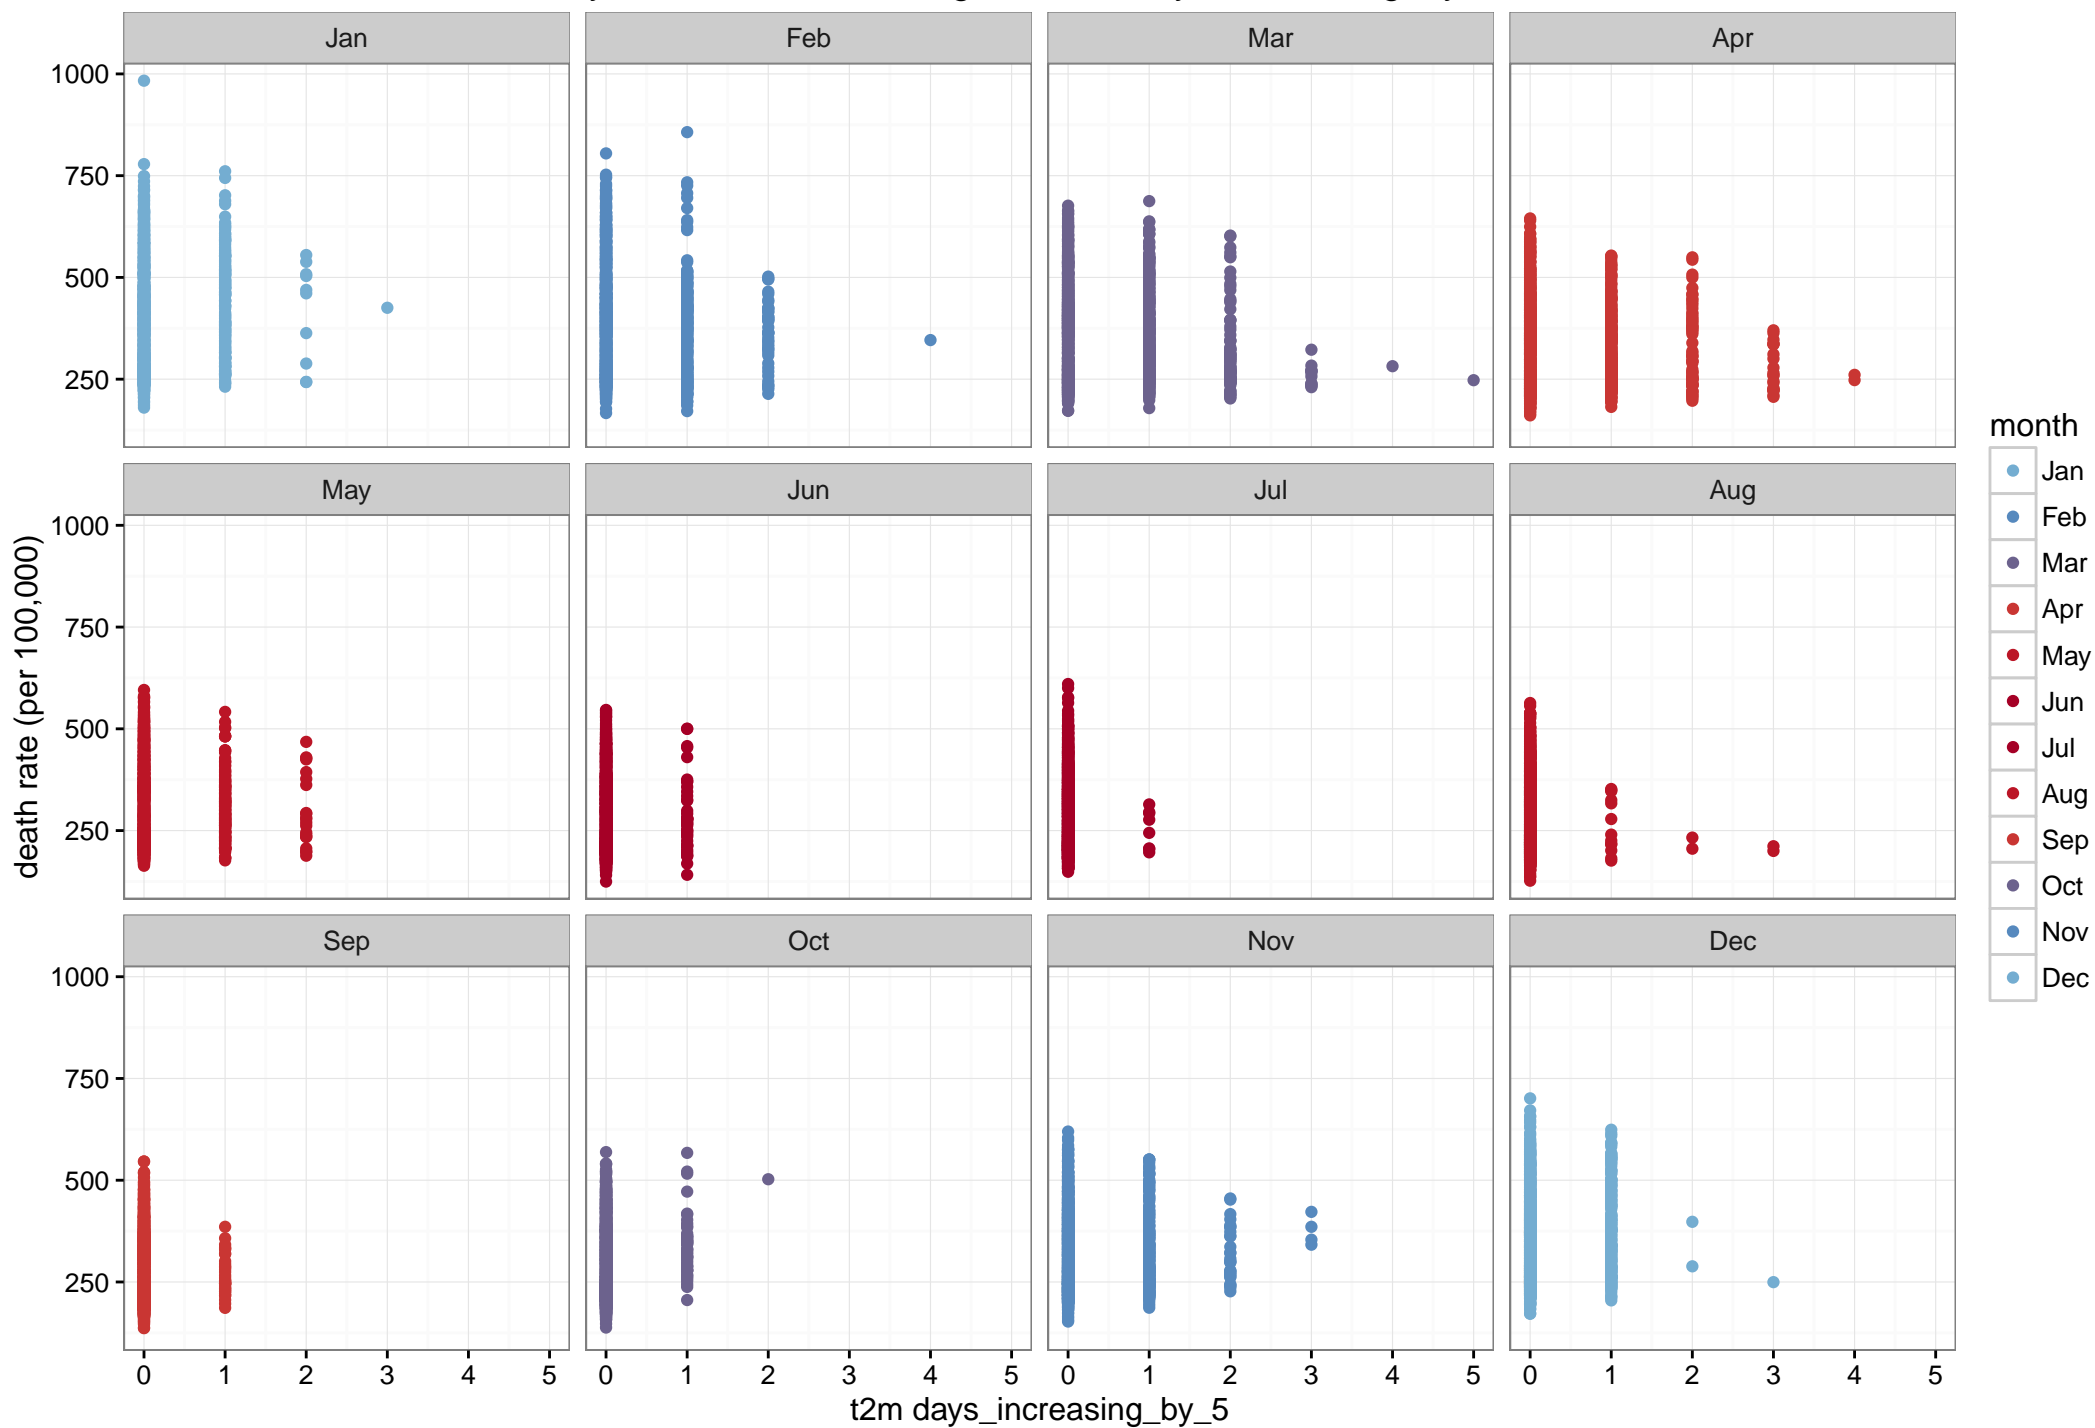 Jan Feb Mar Apr
1000
750
500
250
May Jun Jul Aug
1000
750
500
250
Sep Oct Nov Dec
1000
750
500
250
0 1 2 3 4 5 0 1 2 3 4 5 0 1 2 3 4 5 0 1 2 3 4 5
t2m days_increasing_by_5
death rate (per 100,000)
month
Jan
Feb
Mar
Apr
May
Jun
Jul
Aug
Sep
Oct
Nov
Dec